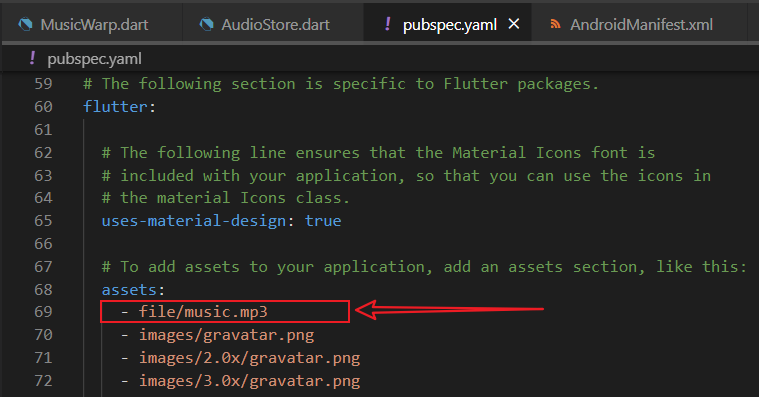 MusicWarp.dart AudioStore.dart ! pubspec.yaml × AndroidManifest.xml
! pubspec.yaml
59 # The following section is specific to Flutter packages.
60 flutter:
61
62 # The following line ensures that the Material Icons font is
63 # included with your application, so that you can use the icons in
64 # the material Icons class.
65 uses-material-design: true
66
67 # To add assets to your application, add an assets section, like this:
68 assets:
69 - file/music.mp3
70 - images/gravatar.png
71 - images/2.0x/gravatar.png
72 - images/3.0x/gravatar.png